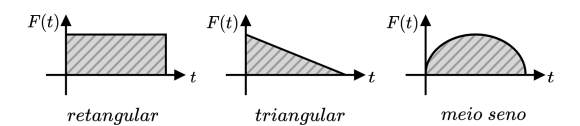 F(t) F(t) F(t)
t t t
retangular triangular meio seno